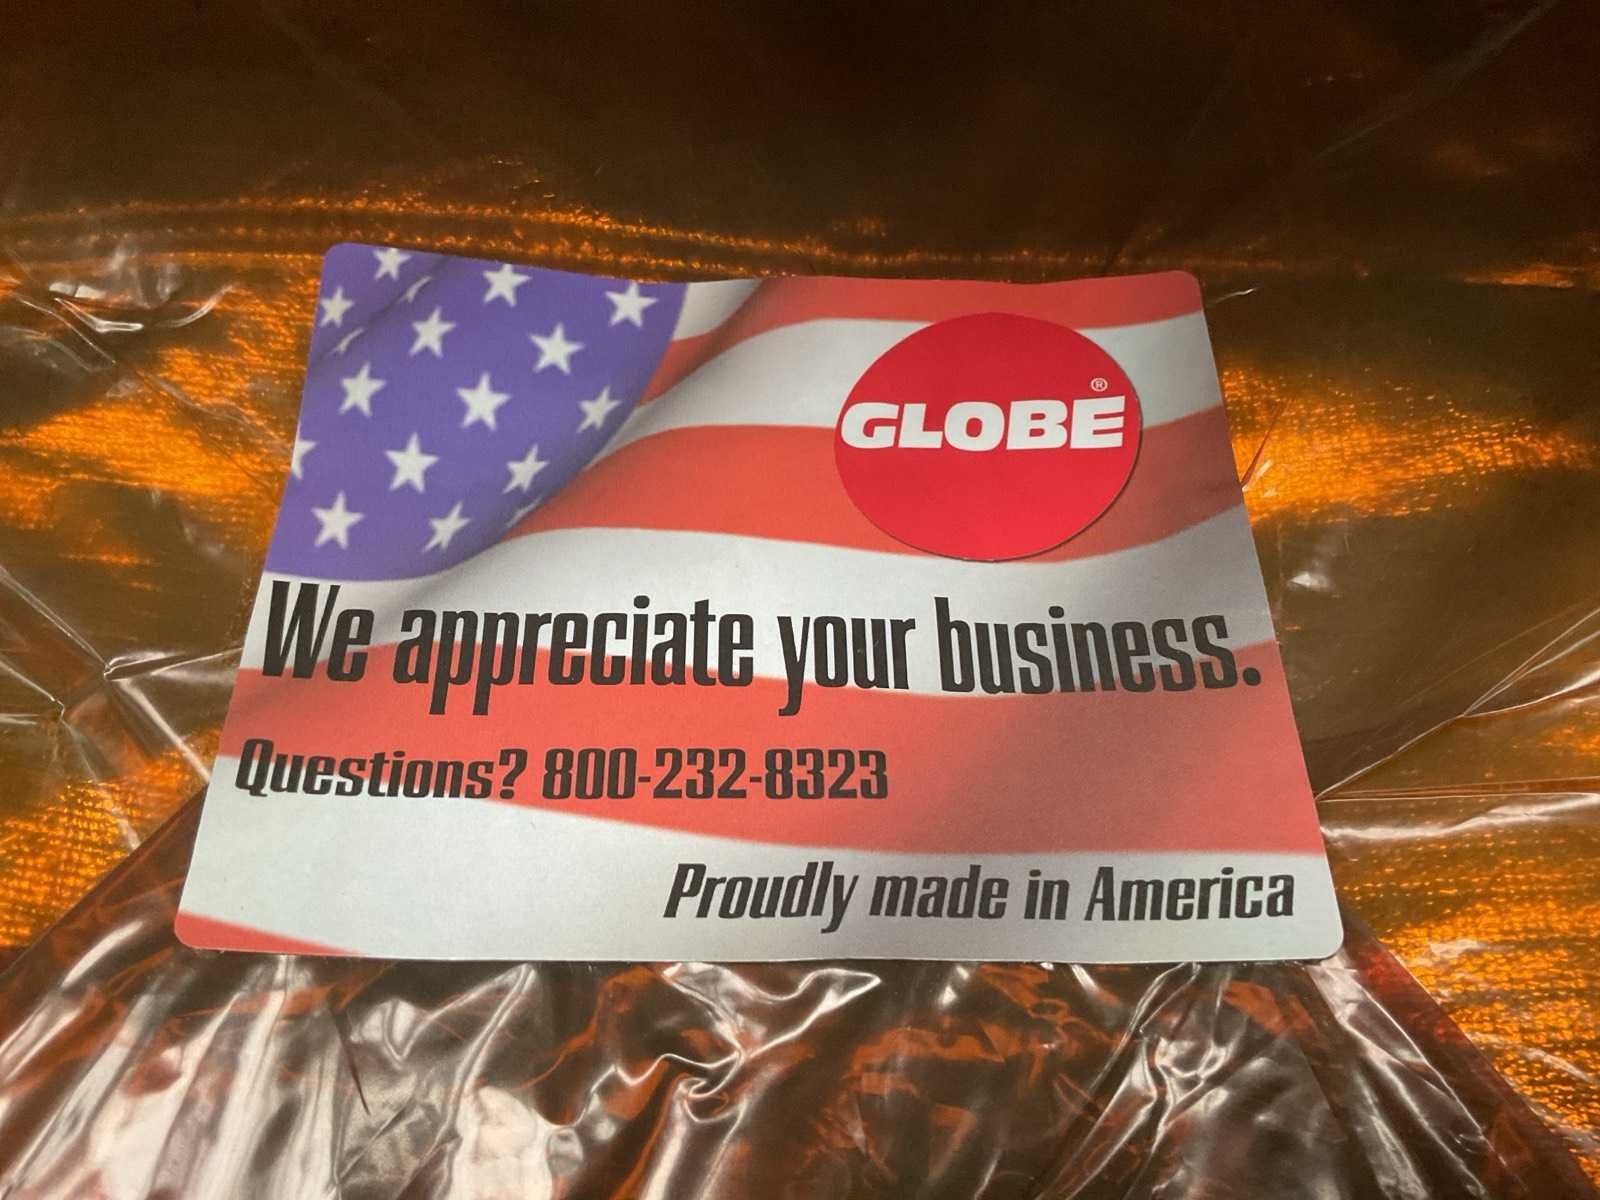 GLOBE®
We appreciate your business.
Questions? 800-232-8323
Proudly made in America